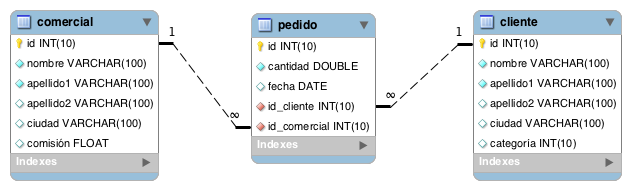 comercial
id INT(10)
nombre VARCHAR(100)
apellido1 VARCHAR(100)
apellido2 VARCHAR(100)
ciudad VARCHAR(100)
comisión FLOAT
Indexes
1
∞
pedido
id INT(10)
cantidad DOUBLE
fecha DATE
id_cliente INT(10)
id_comercial INT(10)
Indexes
∞
1
cliente
id INT(10)
nombre VARCHAR(100)
apellido1 VARCHAR(100)
apellido2 VARCHAR(100)
ciudad VARCHAR(100)
categoría INT(10)
Indexes